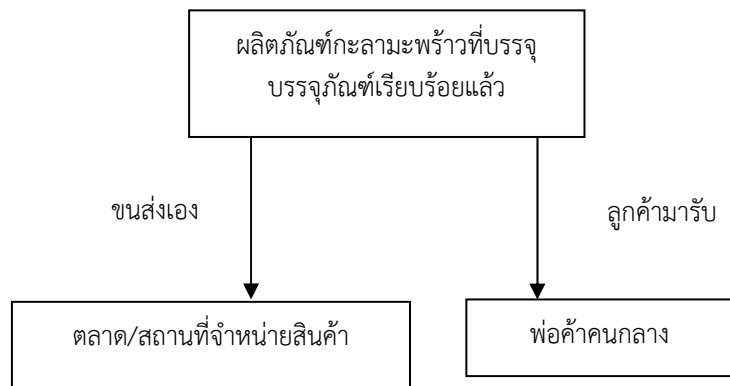 ผลิตภัณฑ์กะลามะพร้าวที่บรรจุ
บรรจุภัณฑ์เรียบร้อยแล้ว
ขนส่งเอง
ลูกค้ามารับ
ตลาด/สถานที่จำหน่ายสินค้า
พ่อค้าคนกลาง